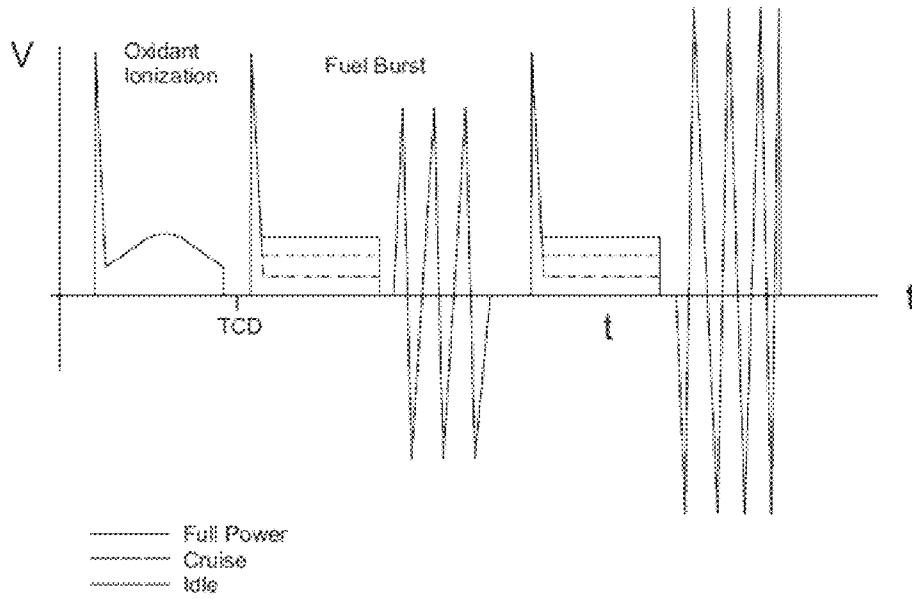 V
Oxidant
Ionization
Fuel Burst
TCD
t
t
Full Power
Cruise
Idle